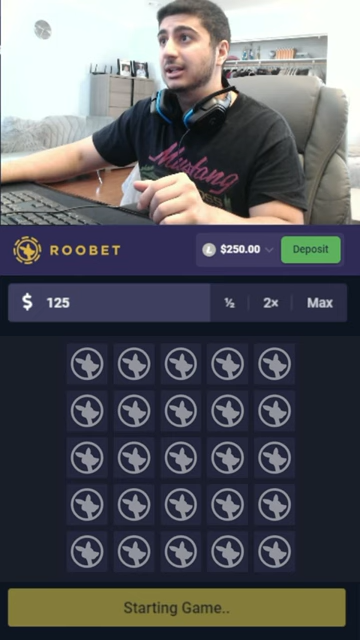 Mustang
ROOBET
$250.00
Deposit
$ 125
½
2×
Max
Starting Game..